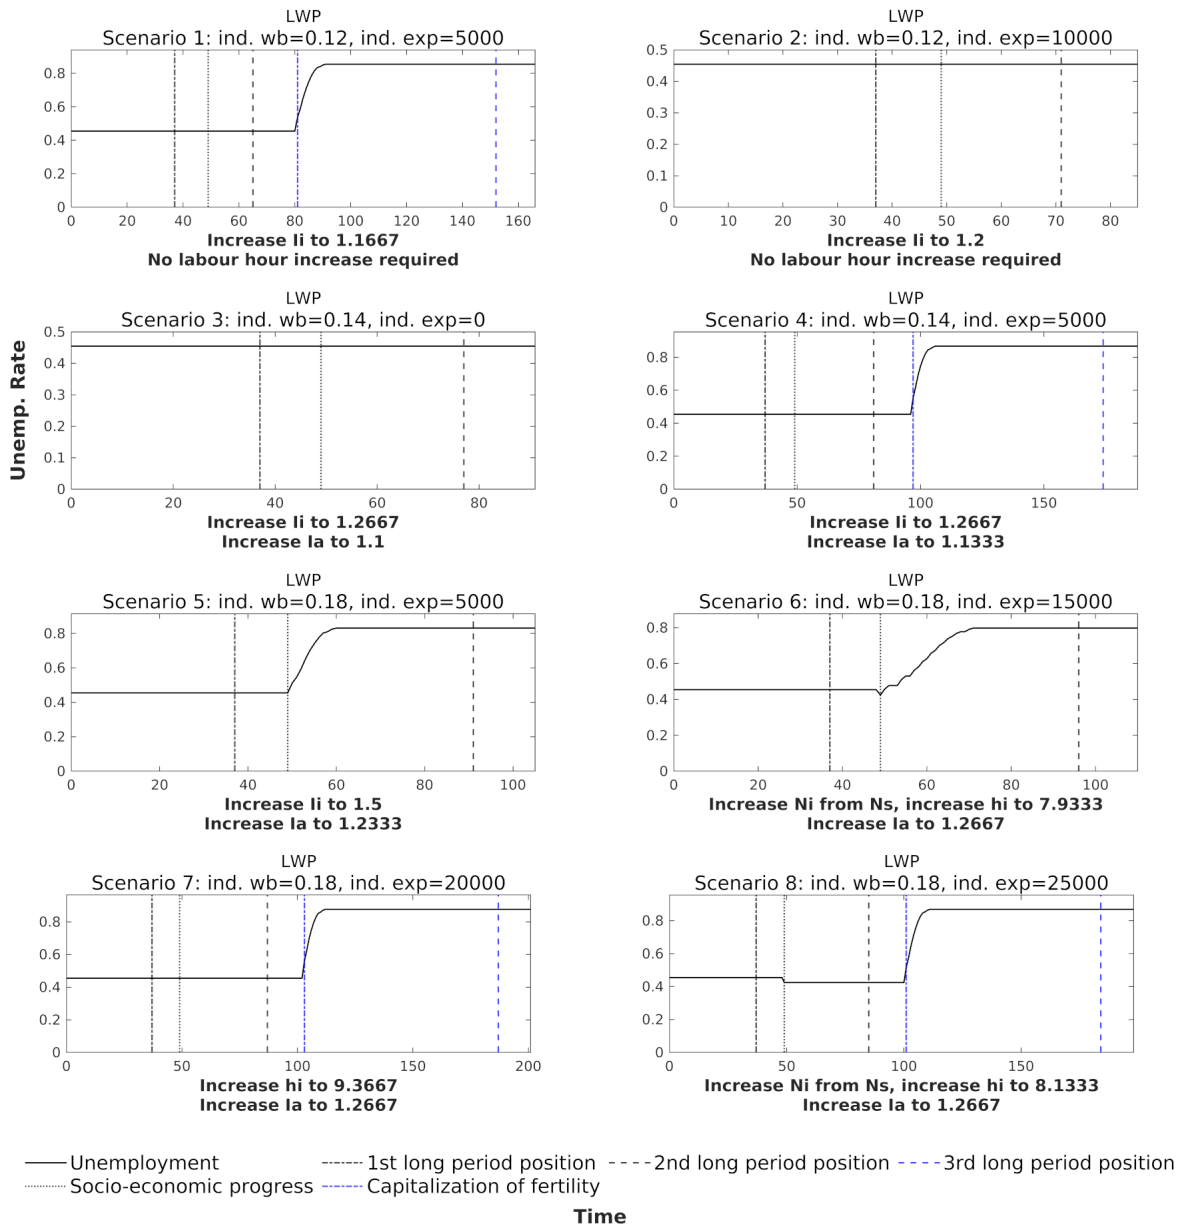 LWP
Scenario 1: ind. wb=0.12, ind. exp=5000
0.8
0.6
0.4
0.2
0
0 20 40 60 80 100 120 140 160
Increase Ii to 1.1667
No labour hour increase required
LWP
Scenario 2: ind. wb=0.12, ind. exp=10000
0.5
0.4
0.3
0.2
0.1
0
0 10 20 30 40 50 60 70 80
Increase Ii to 1.2
No labour hour increase required
Unemp. Rate
LWP
Scenario 3: ind. wb=0.14, ind. exp=0
0.5
0.4
0.3
0.2
0.1
0
0 20 40 60 80
Increase Ii to 1.2667
Increase Ia to 1.1
LWP
Scenario 4: ind. wb=0.14, ind. exp=5000
0.8
0.6
0.4
0.2
0
0 50 100 150
Increase Ii to 1.2667
Increase Ia to 1.1333
LWP
Scenario 5: ind. wb=0.18, ind. exp=5000
0.8
0.6
0.4
0.2
0
0 20 40 60 80 100
Increase Ii to 1.5
Increase Ia to 1.2333
LWP
Scenario 6: ind. wb=0.18, ind. exp=15000
0.8
0.6
0.4
0.2
0
0 20 40 60 80 100
Increase Ni from Ns, increase hi to 7.9333
Increase Ia to 1.2667
LWP
Scenario 7: ind. wb=0.18, ind. exp=20000
0.8
0.6
0.4
0.2
0
0 50 100 150 200
Increase hi to 9.3667
Increase Ia to 1.2667
LWP
Scenario 8: ind. wb=0.18, ind. exp=25000
0.8
0.6
0.4
0.2
0
0 50 100 150
Increase Ni from Ns, increase hi to 8.1333
Increase Ia to 1.2667
Unemployment 1st long period position 2nd long period position 3rd long period position
Socio-economic progress Capitalization of fertility
Time